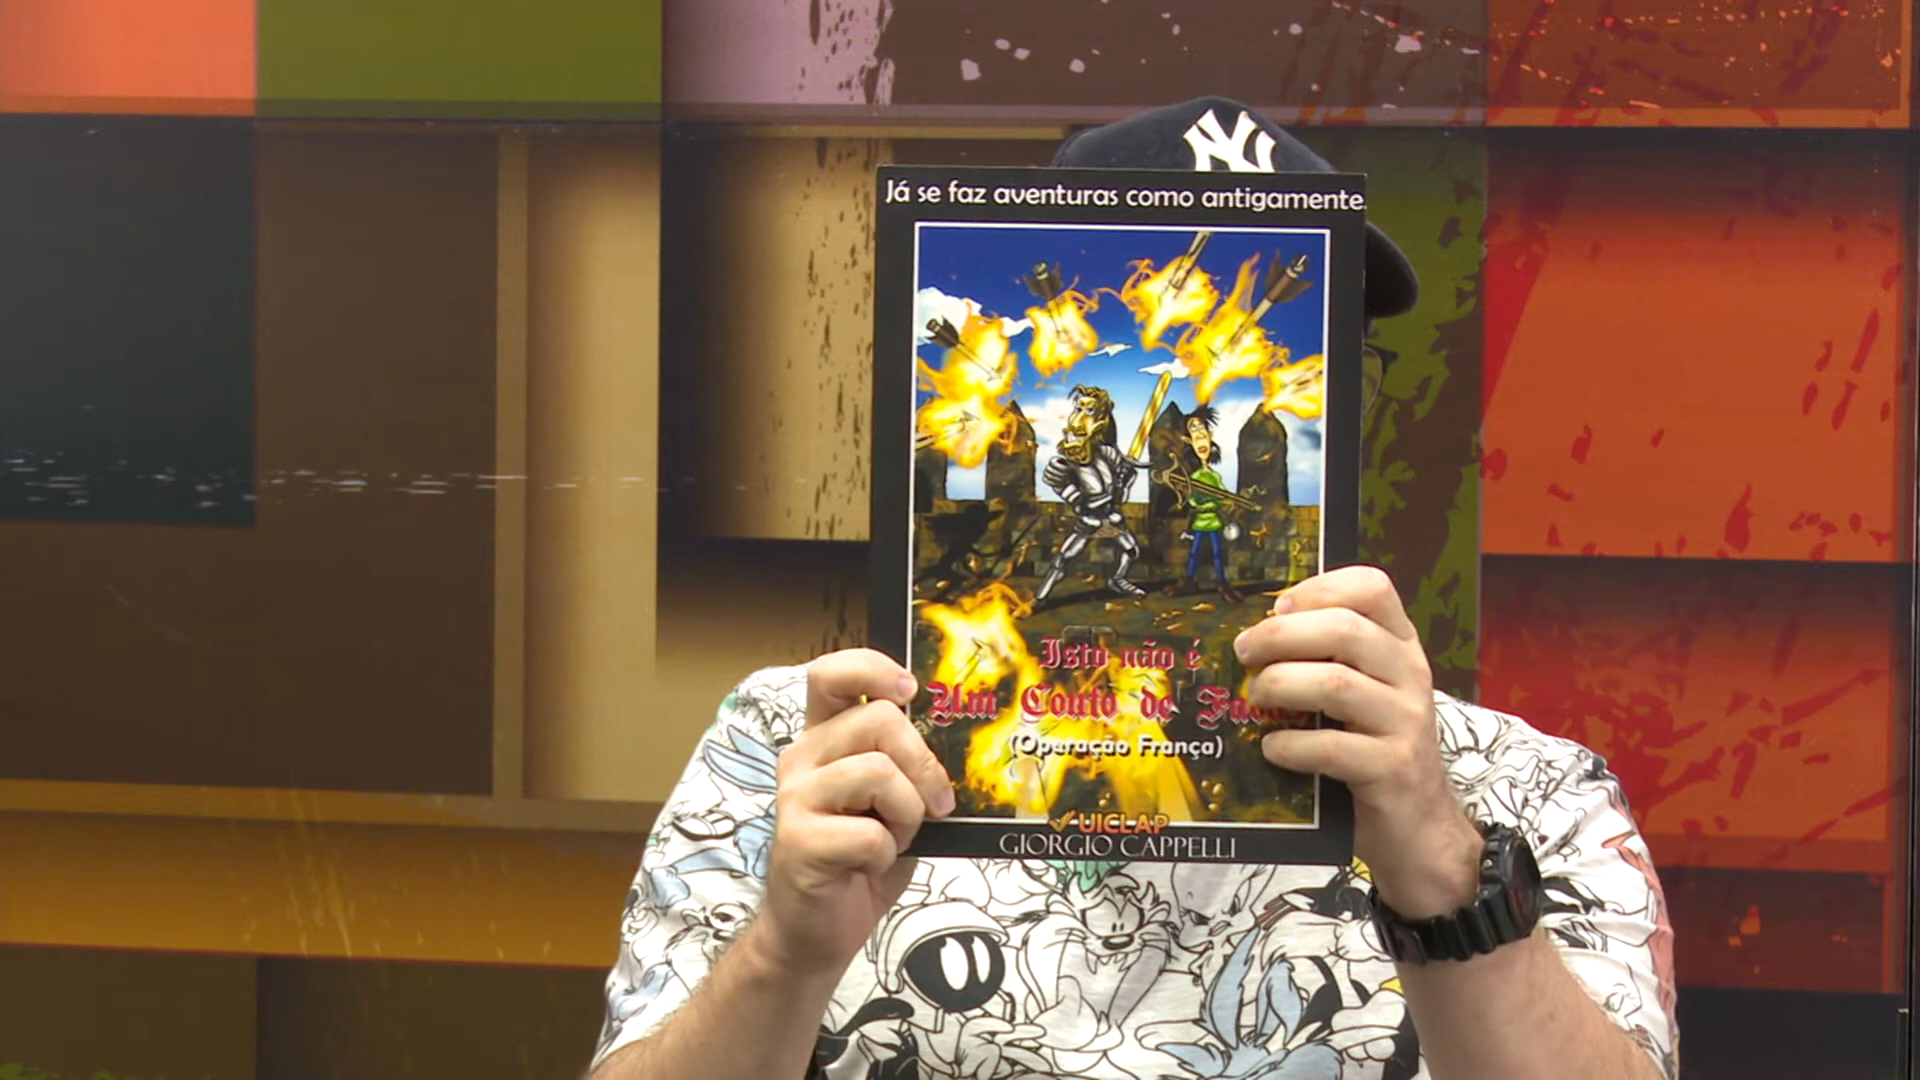 NY
Já se faz aventuras como antigamente.
Isto não é
Um Conto de
(Operação França)
UICLAP
GIORGIO CAPPELLI